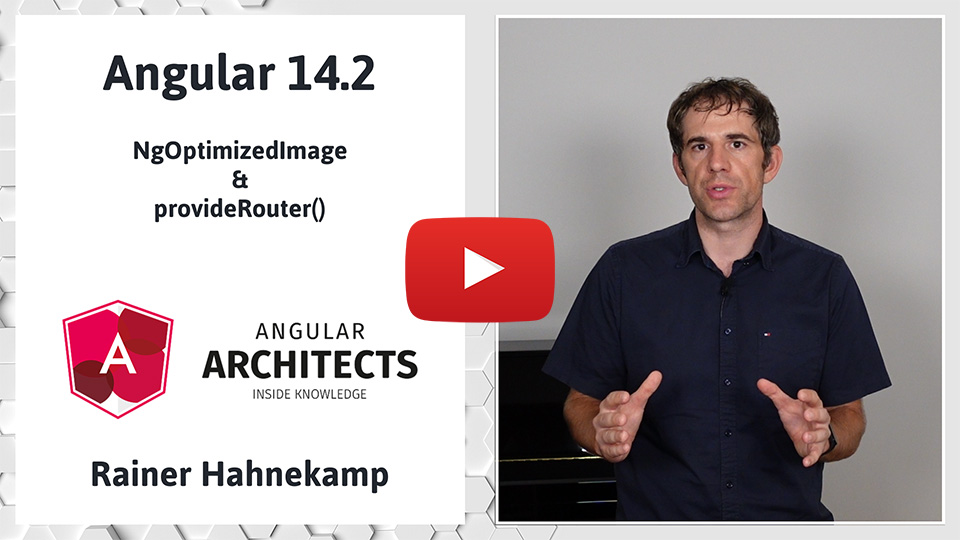 Angular 14.2
NgOptimizedImage
&
provideRouter()
A
ANGULAR
ARCHITECTS
INSIDE KNOWLEDGE
Rainer Hahnekamp